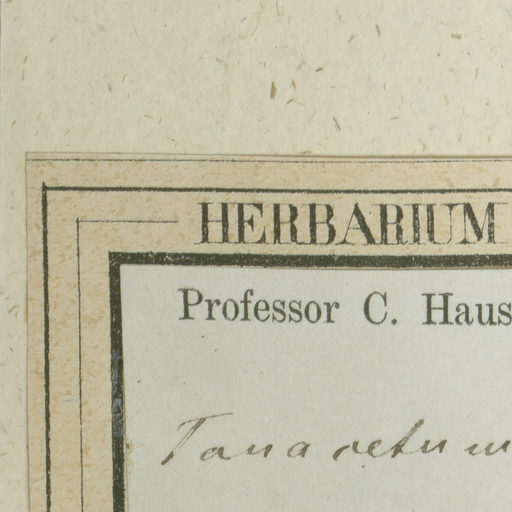 HERBARIUM
Professor C. Haus
Tanacetum